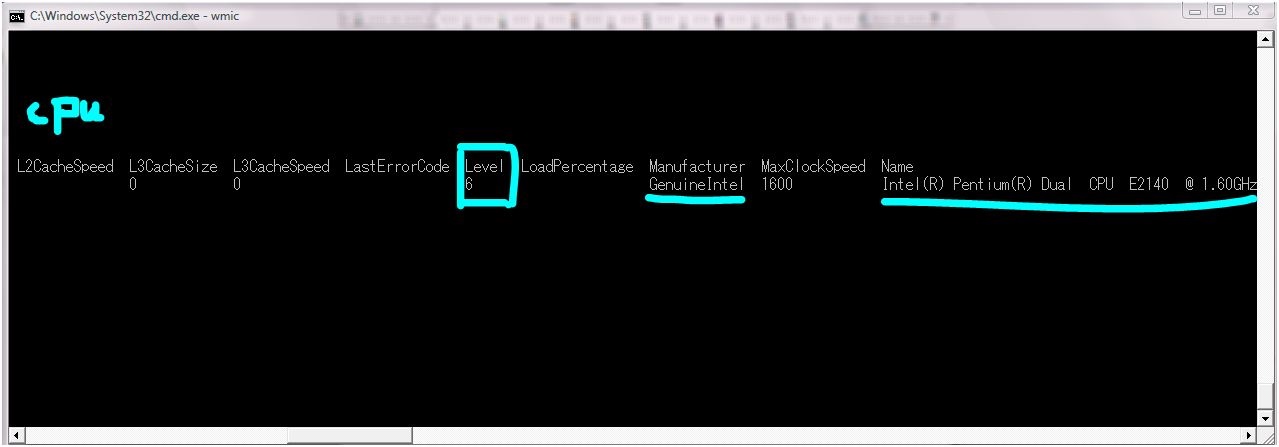 C:\Windows\System32\cmd.exe - wmic
cpu
L2CacheSpeed L3CacheSize L3CacheSpeed LastErrorCode Level LoadPercentage Manufacturer MaxClockSpeed Name
0 0 6 GenuineIntel 1600 Intel(R) Pentium(R) Dual CPU E2140 @ 1.60GHz